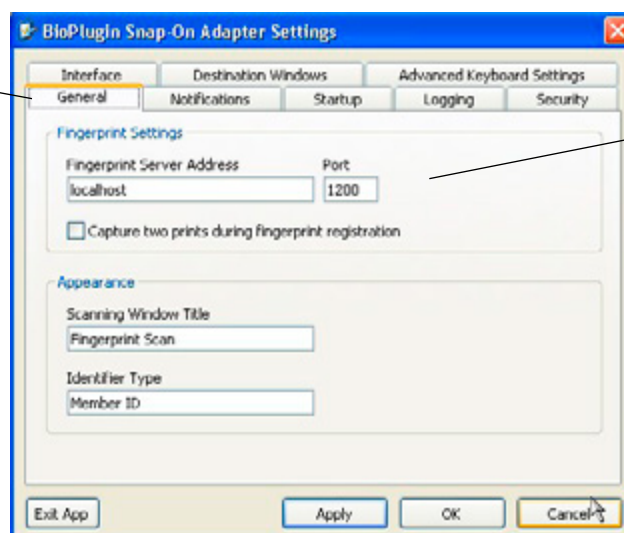 BioPlugin Snap-On Adapter Settings
Interface Destination Windows Advanced Keyboard Settings
General Notifications Startup Logging Security
Fingerprint Settings
Fingerprint Server Address Port
localhost 1200
Capture two prints during fingerprint registration
Appearance
Scanning Window Title
Fingerprint Scan
Identifier Type
Member ID
Exit App Apply OK Cancel